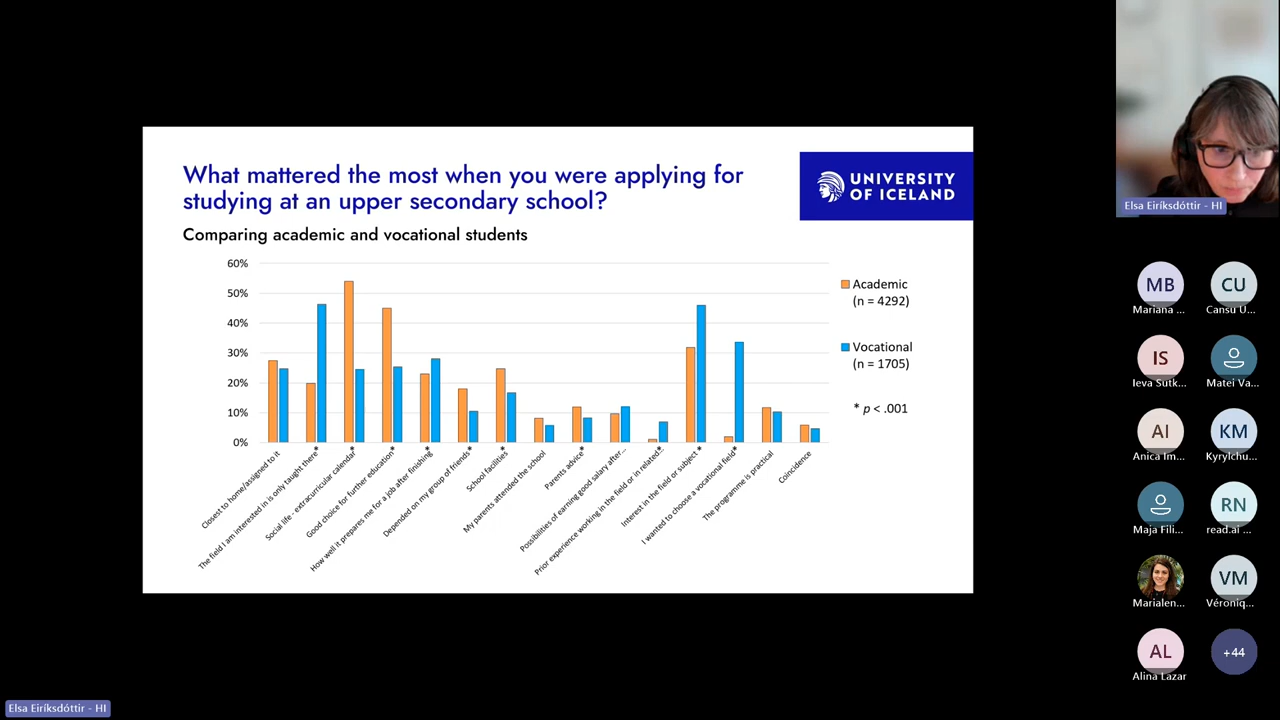 What mattered the most when you were applying for
studying at an upper secondary school?
UNIVERSITY
OF ICELAND
Comparing academic and vocational students
60%
50%
40%
30%
20%
10%
0%
Closest to home/assigned to it
The field I am interested in is only taught there*
Social life - extracurricular calendar*
Good choice for further education*
How well it prepares me for a job after finishing*
Depended on my group of friends*
School facilities*
My parents attended the school
Parents advice*
Possibilities of earning good salary after…
Prior experience working in the field or in related…*
Interest in the field or subject *
I wanted to choose a vocational field*
The programme is practical
Coincidence
Academic
(n = 4292)
Vocational
(n = 1705)
* p < .001
Elsa Eiríksdóttir - HI
MB
Mariana ...
CU
Cansu U...
IS
Ieva Sutk...
Matei Va...
AI
Anica Im...
KM
Kyrylchu...
Maja Fili...
RN
read.ai ...
Marialen...
VM
Véroniq...
AL
Alina Lazar
+44
Elsa Eiríksdóttir - HI